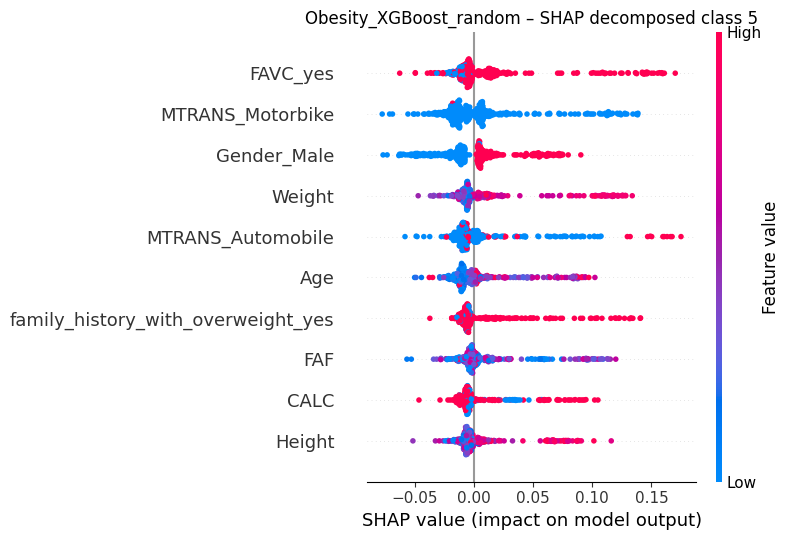 Obesity_XGBoost_random – SHAP decomposed class 5
High
FAVC_yes
MTRANS_Motorbike
Gender_Male
Weight
MTRANS_Automobile
Age
family_history_with_overweight_yes
FAF
CALC
Height
Feature value
Low
−0.05 0.00 0.05 0.10 0.15
SHAP value (impact on model output)